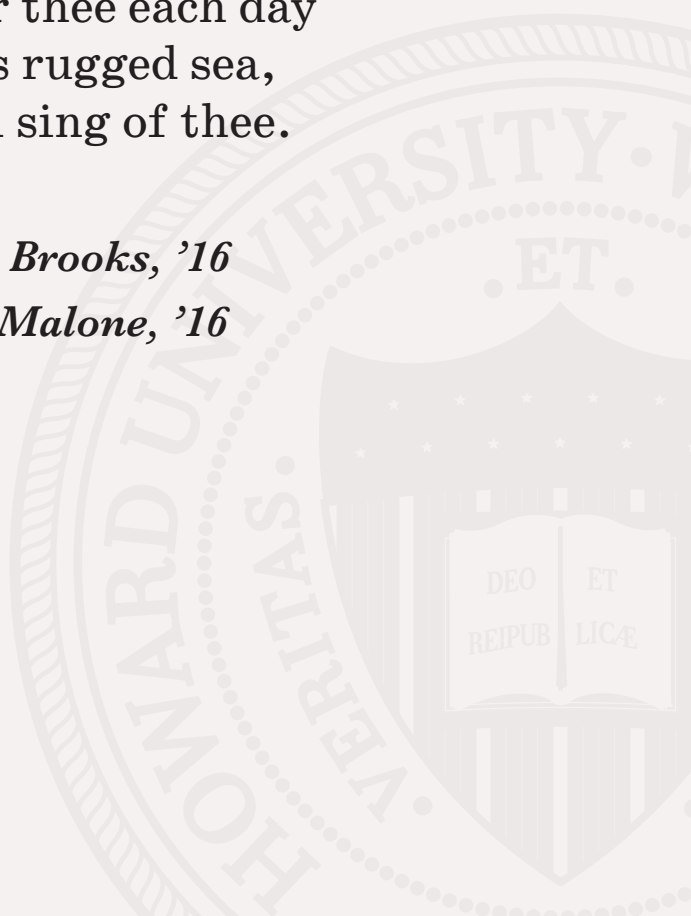 thee each day
rugged sea,
sing of thee.
Brooks, ’16
Malone, ’16
HOWARD UNIVERSITY •
• ET •
VERITAS •
DEO ET
REIPUB LICÆ